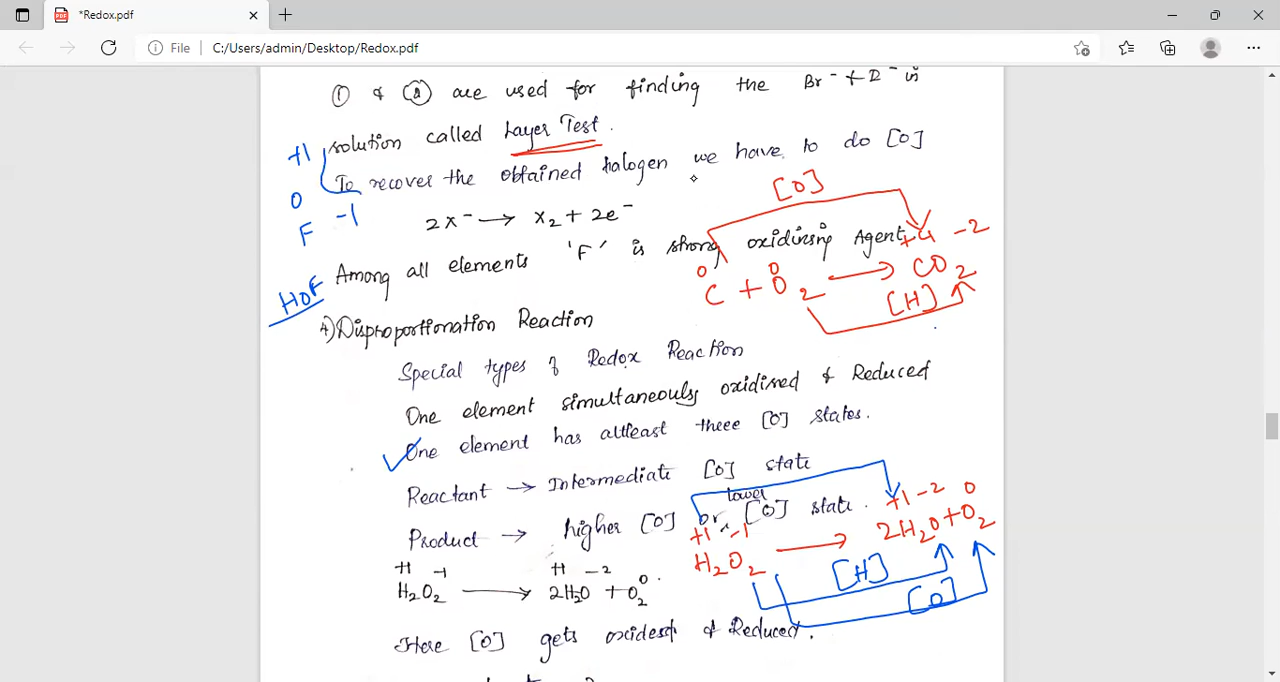 *Redox.pdf
File C:/Users/admin/Desktop/Redox.pdf
① & ② are used for finding the Br⁻ + I⁻ in
solution called Layer Test.
+1
To recover the obtained halogen we have to do [O]
0
F -1
2X⁻ → X₂ + 2e⁻
[O]
Among all elements 'F' is strong oxidinsing Agent
0 0 +4 -2
C + O₂ → CO₂
[H]
HOF
4) Disproportionation Reaction
Special types of Redox Reaction
One element simultaneously oxidised & Reduced
One element has altleast three [O] states.
Reactant → Intermediate [O] state
lower
Product → higher [O] or [O] state.
+1 -1 +1 -2 0
H₂O₂ → 2H₂O + O₂
[H]
[O]
+1 -1 +1 -2 0
H₂O₂ → 2H₂O + O₂
Here [O] gets oxidesd & Reduced.